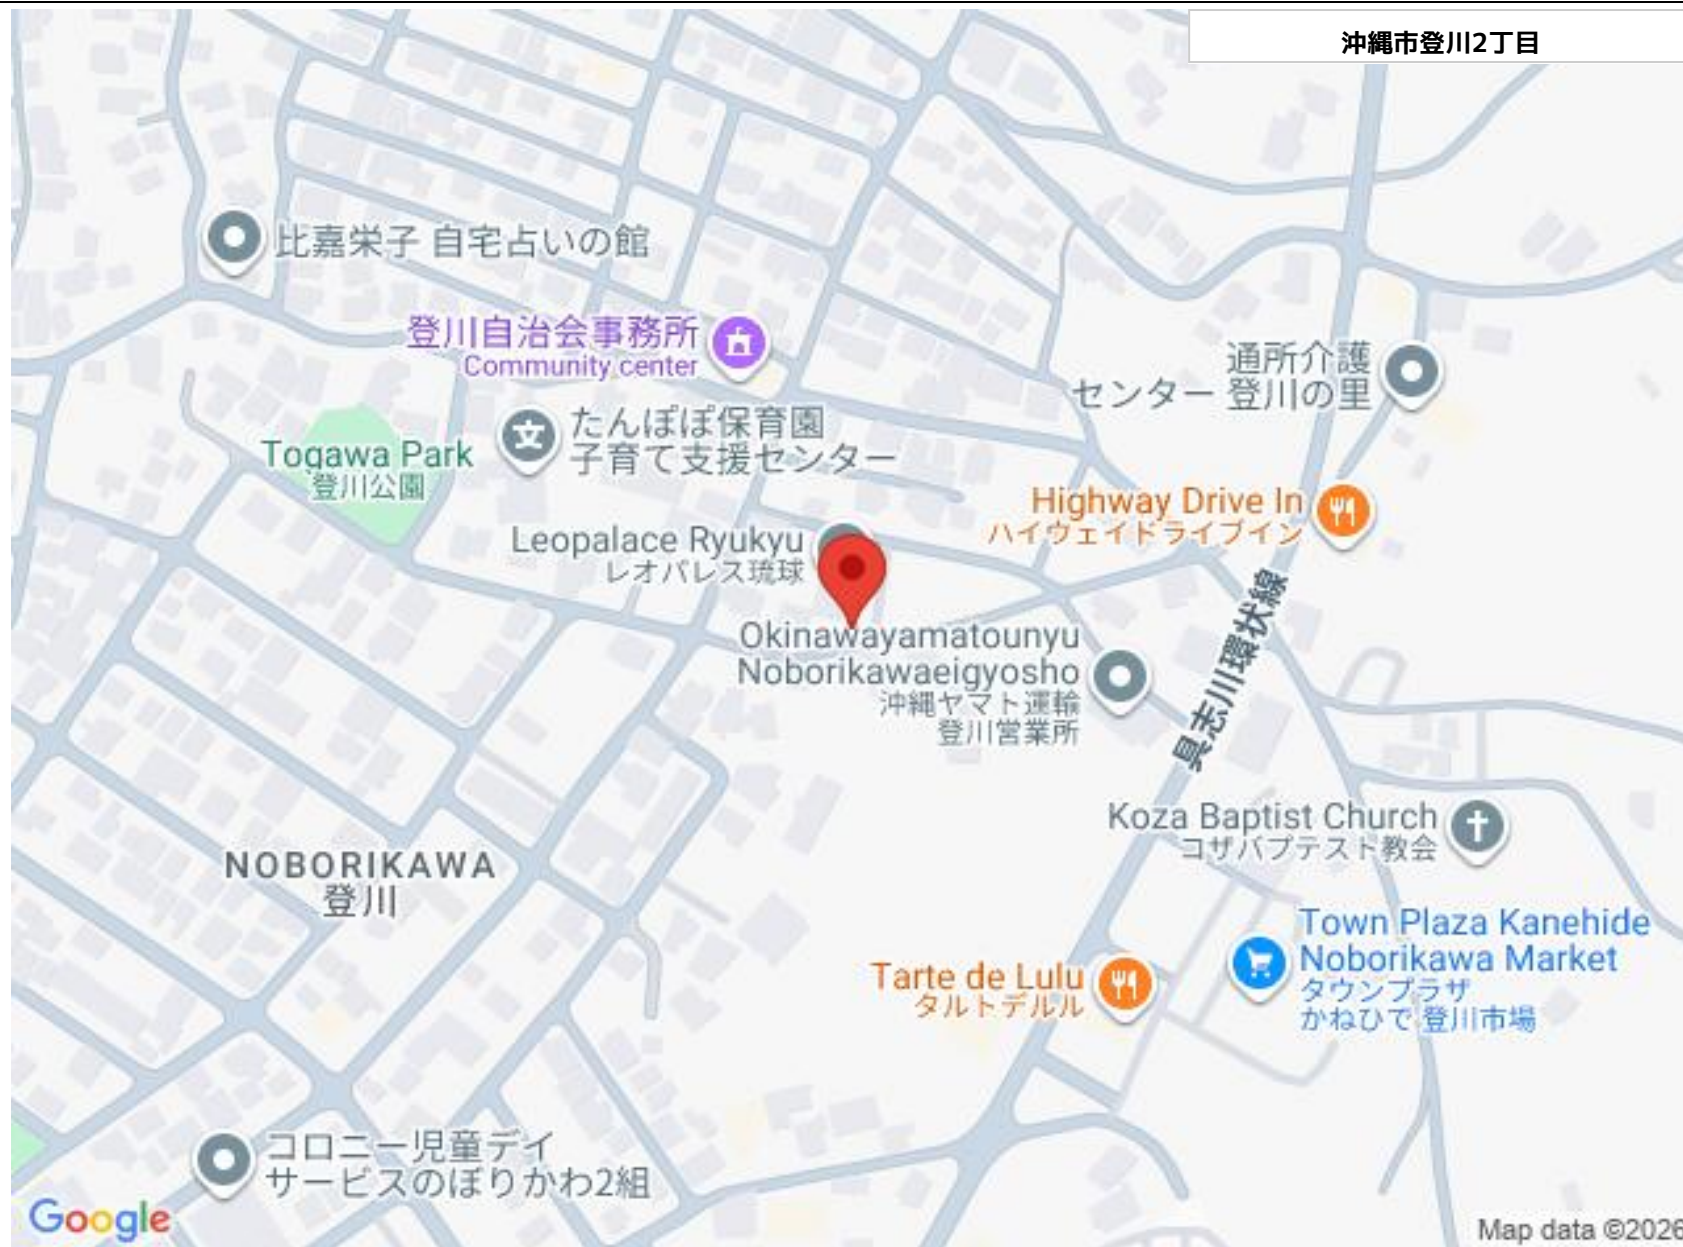 沖縄市登川2丁目
比嘉栄子 自宅占いの館
登川自治会事務所
Community center
通所介護
センター 登川の里
たんぽぽ保育園
子育て支援センター
Togawa Park
登川公園
Highway Drive In
ハイウェイドライブイン
Leopalace Ryukyu
レオパレス琉球
Okinawayamatounyu
Noborikawaeigyosho
沖縄ヤマト運輸
登川営業所
具志川環状線
Koza Baptist Church
コザバプテスト教会
NOBORIKAWA
登川
Town Plaza Kanehide
Noborikawa Market
タウンプラザ
かねひで 登川市場
Tarte de Lulu
タルトデルル
コロニー児童デイ
サービスのぼりかわ2組
Google
Map data ©2026